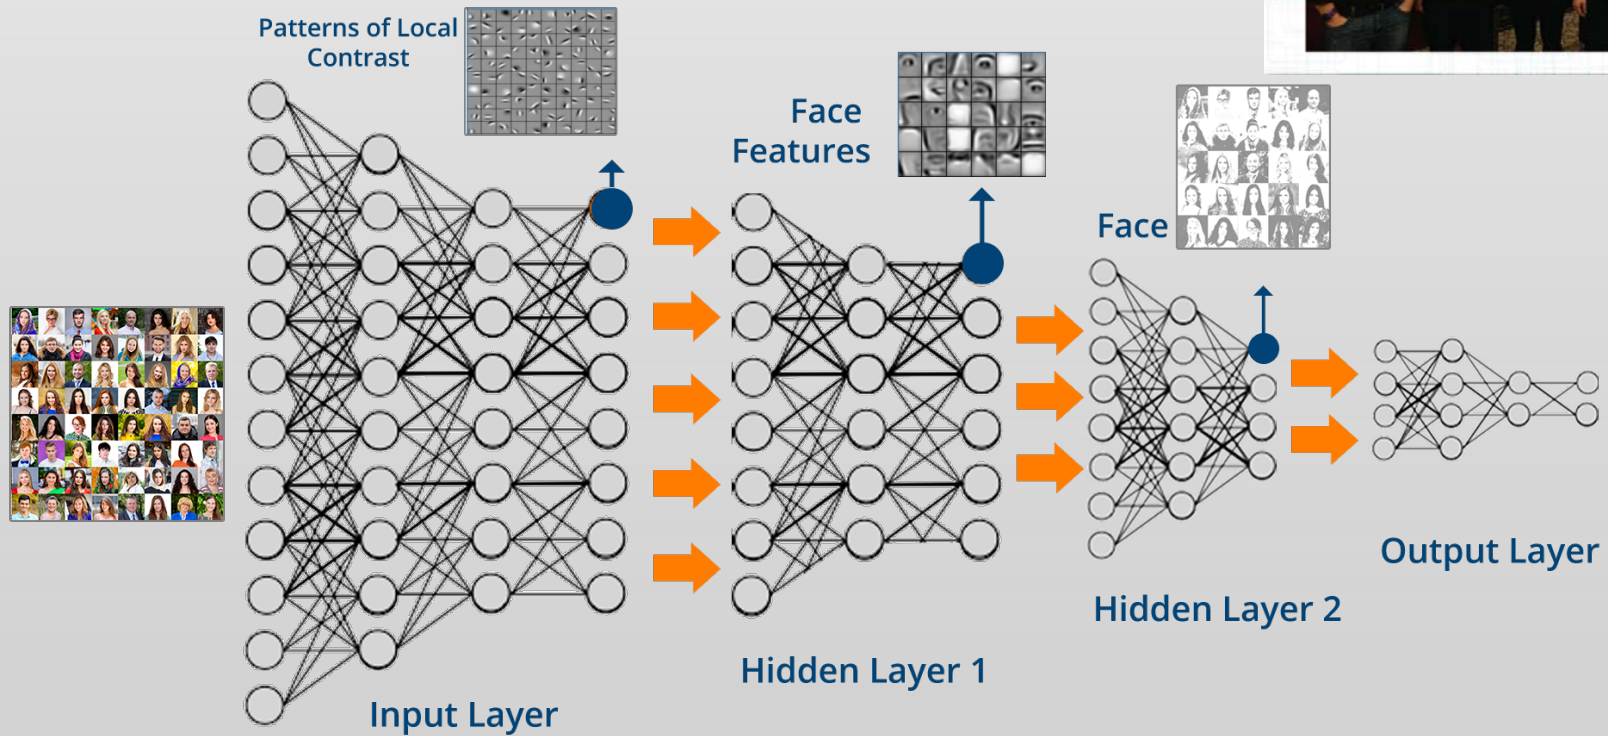 Patterns of Local
Contrast
Face
Features
Face
Input Layer
Hidden Layer 1
Hidden Layer 2
Output Layer